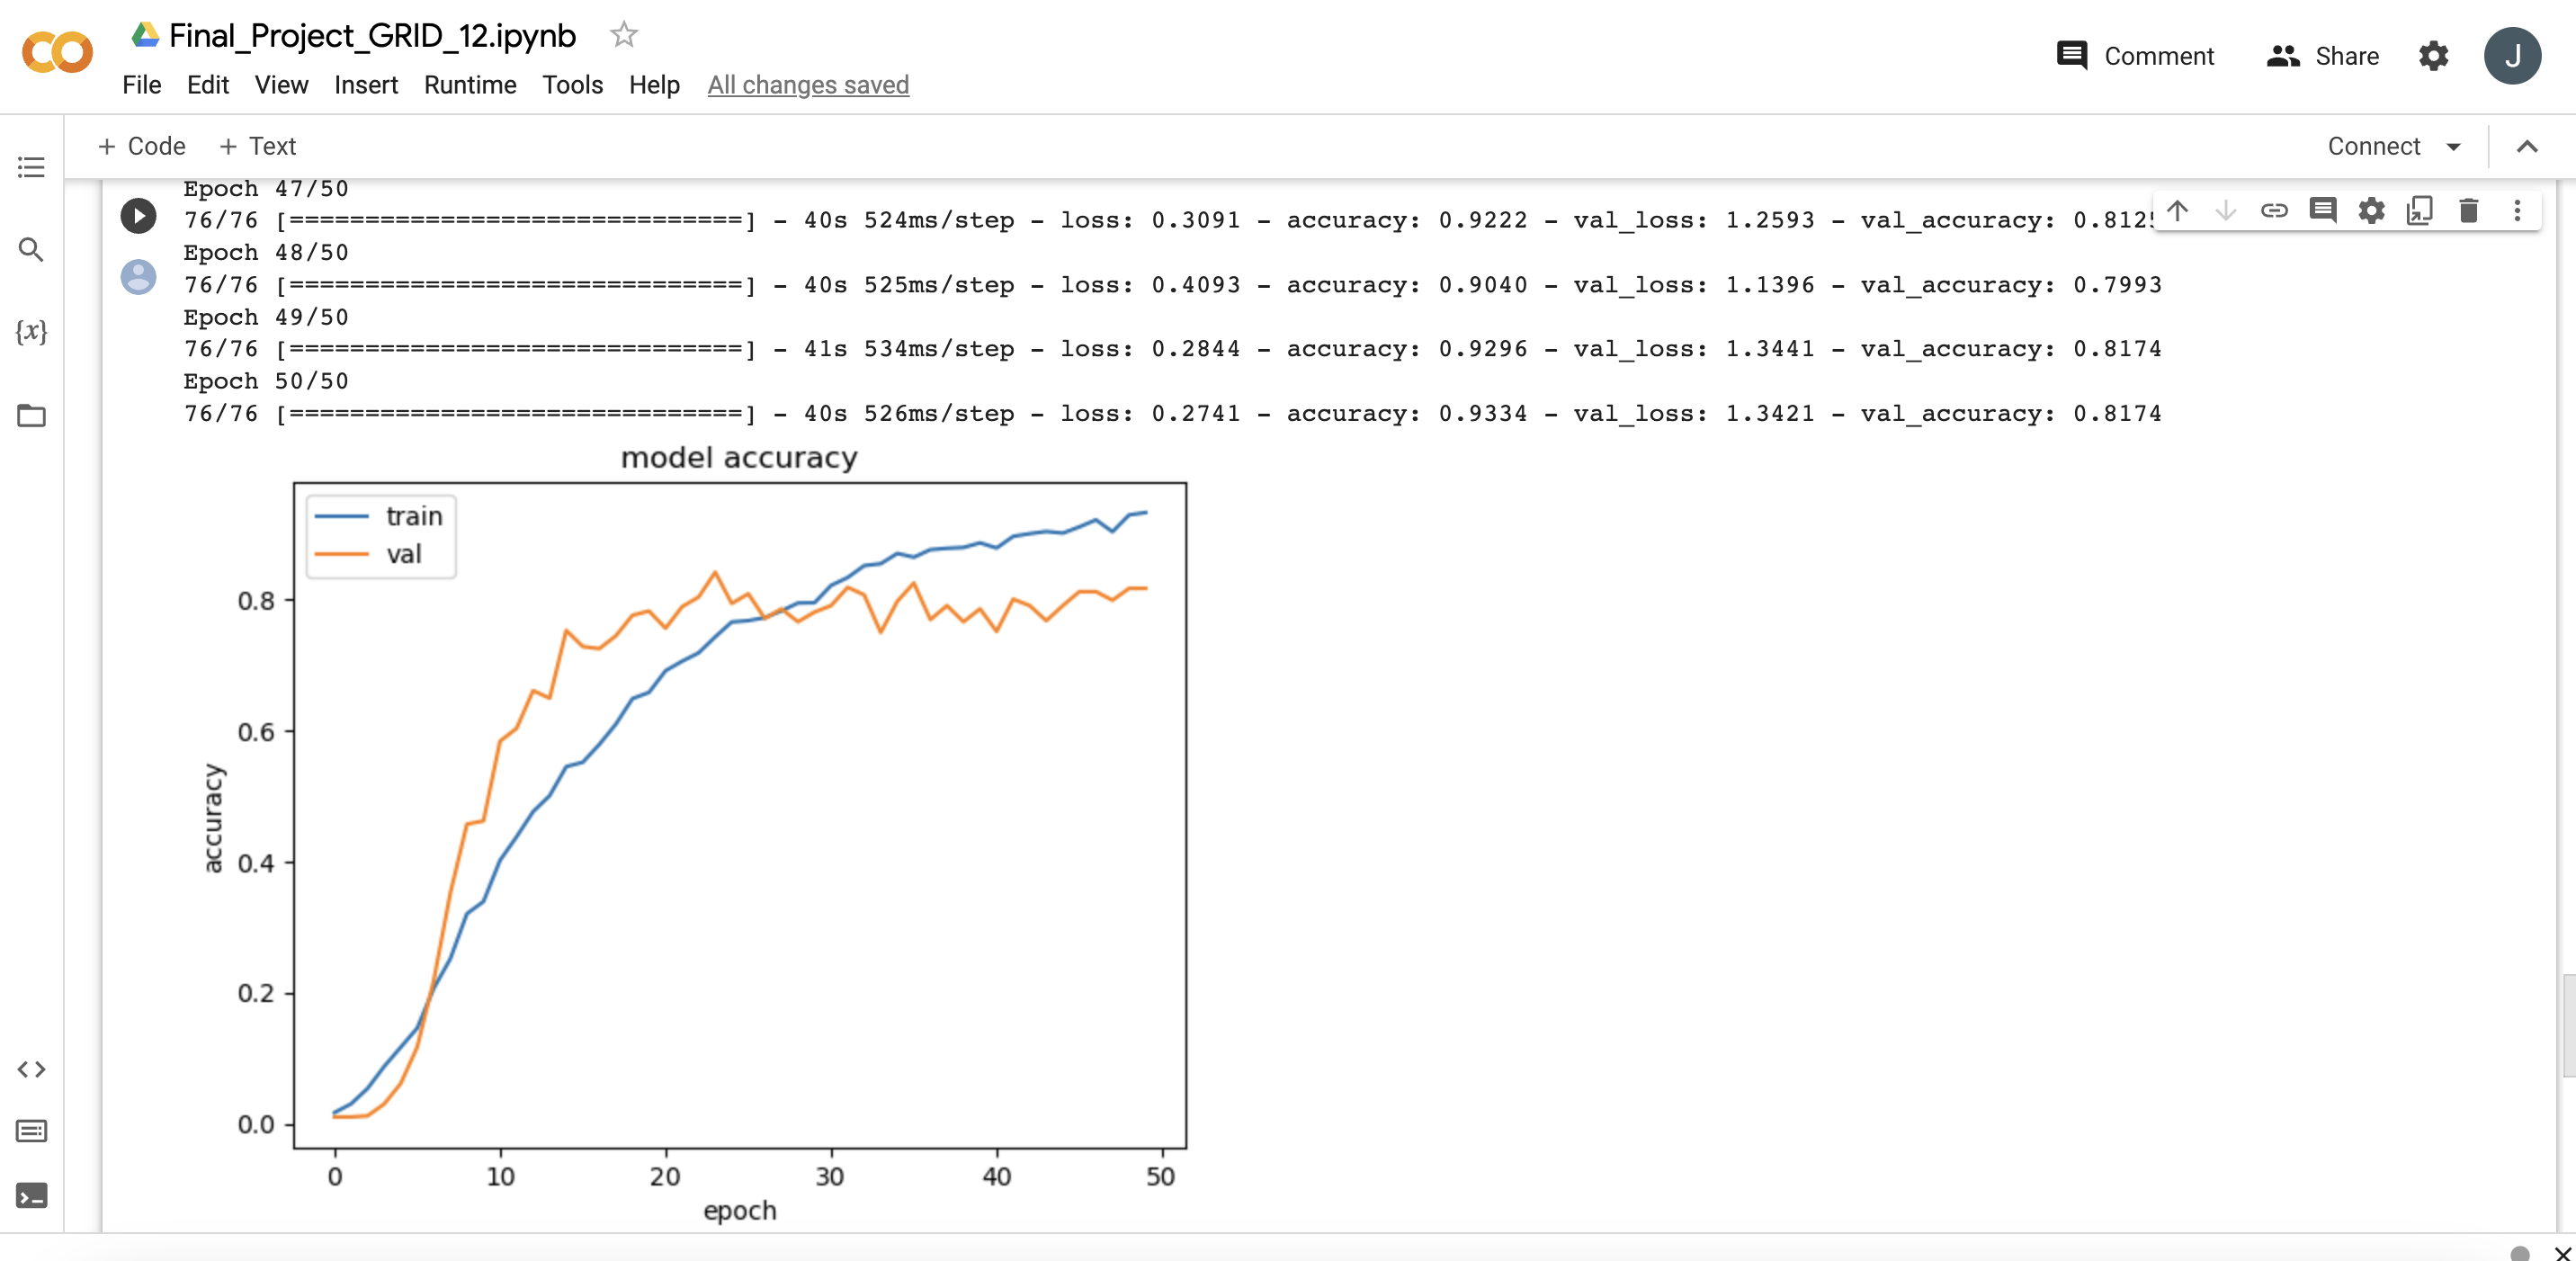 Final_Project_GRID_12.ipynb
Comment
Share
J
File Edit View Insert Runtime Tools Help All changes saved
+ Code + Text
Connect
Epoch 47/50
76/76 [==============================] - 40s 524ms/step - loss: 0.3091 - accuracy: 0.9222 - val_loss: 1.2593 - val_accuracy: 0.8125
Epoch 48/50
76/76 [==============================] - 40s 525ms/step - loss: 0.4093 - accuracy: 0.9040 - val_loss: 1.1396 - val_accuracy: 0.7993
Epoch 49/50
76/76 [==============================] - 41s 534ms/step - loss: 0.2844 - accuracy: 0.9296 - val_loss: 1.3441 - val_accuracy: 0.8174
Epoch 50/50
76/76 [==============================] - 40s 526ms/step - loss: 0.2741 - accuracy: 0.9334 - val_loss: 1.3421 - val_accuracy: 0.8174
{x}
model accuracy
train
val
0.8
0.6
0.4
0.2
0.0
accuracy
0 10 20 30 40 50
epoch